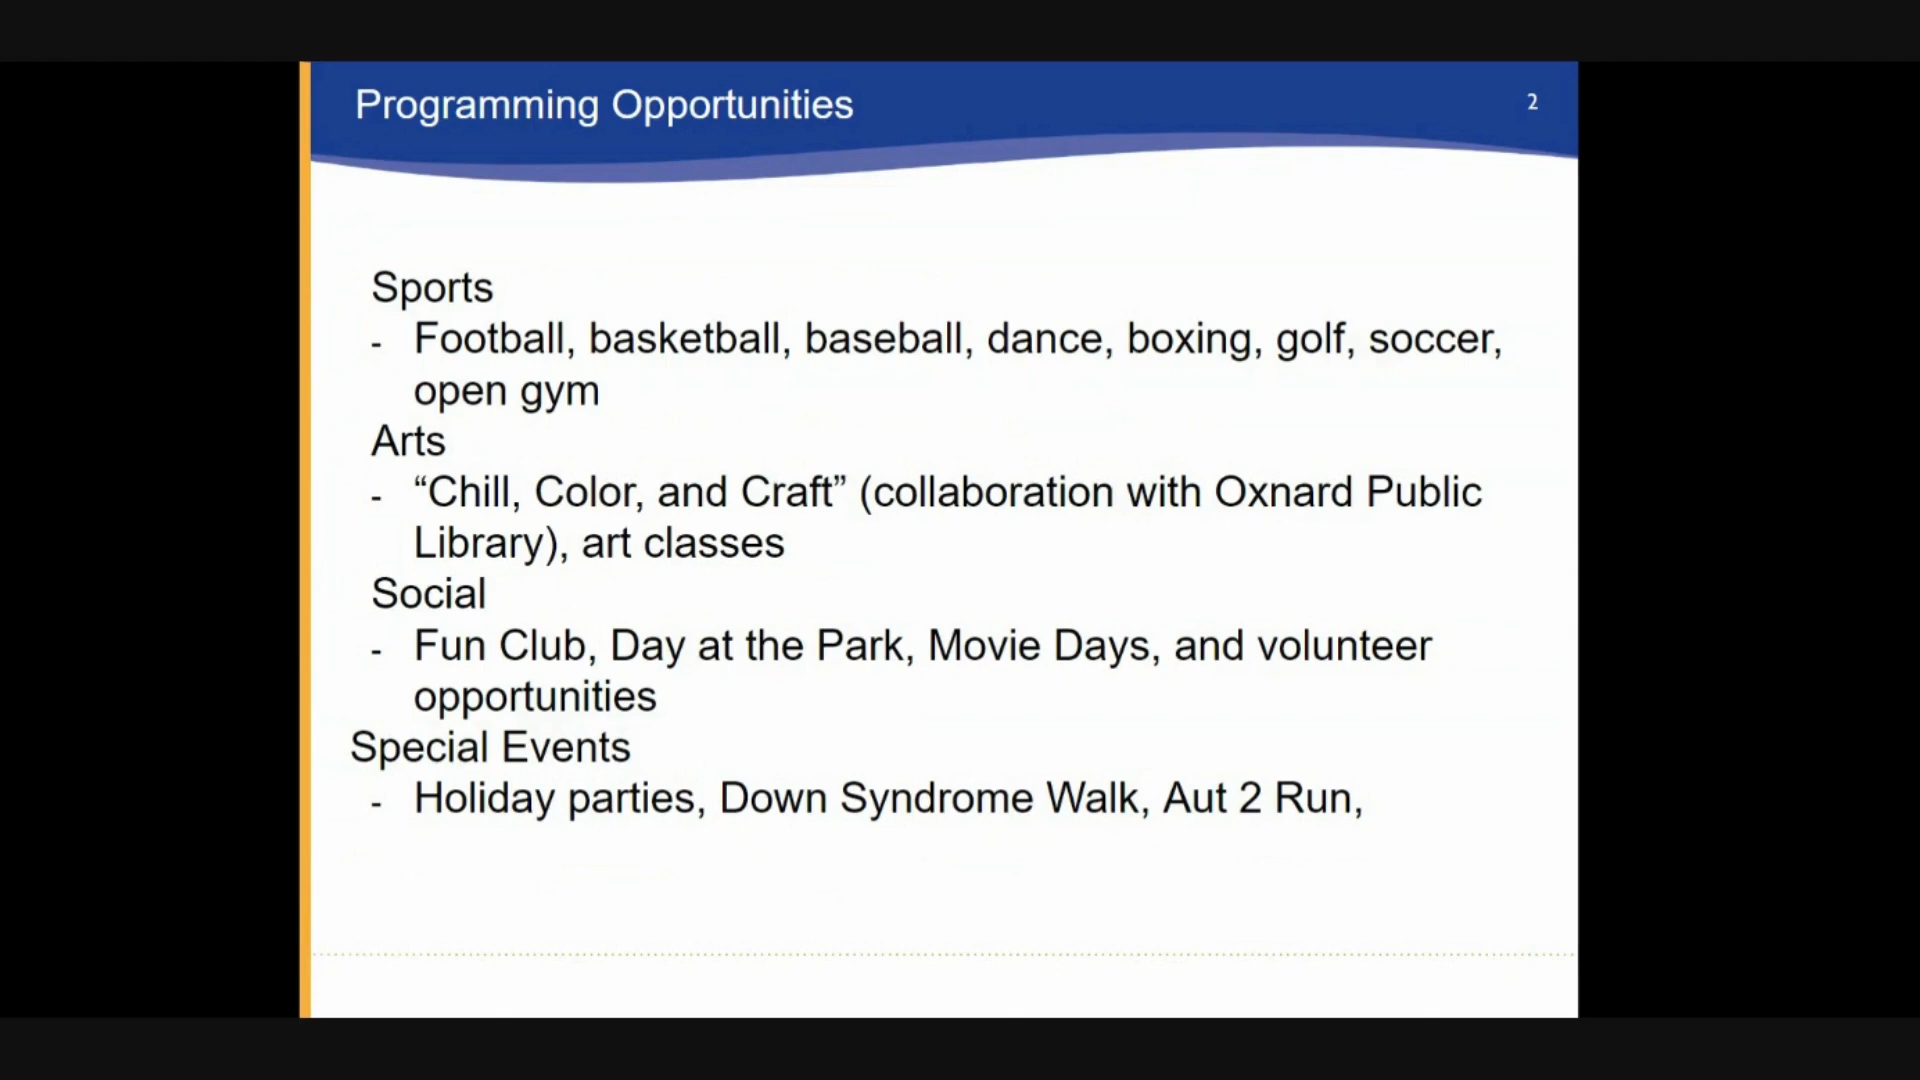 Programming Opportunities
2
Sports
- Football, basketball, baseball, dance, boxing, golf, soccer,
open gym
Arts
- “Chill, Color, and Craft” (collaboration with Oxnard Public
Library), art classes
Social
- Fun Club, Day at the Park, Movie Days, and volunteer
opportunities
Special Events
- Holiday parties, Down Syndrome Walk, Aut 2 Run,